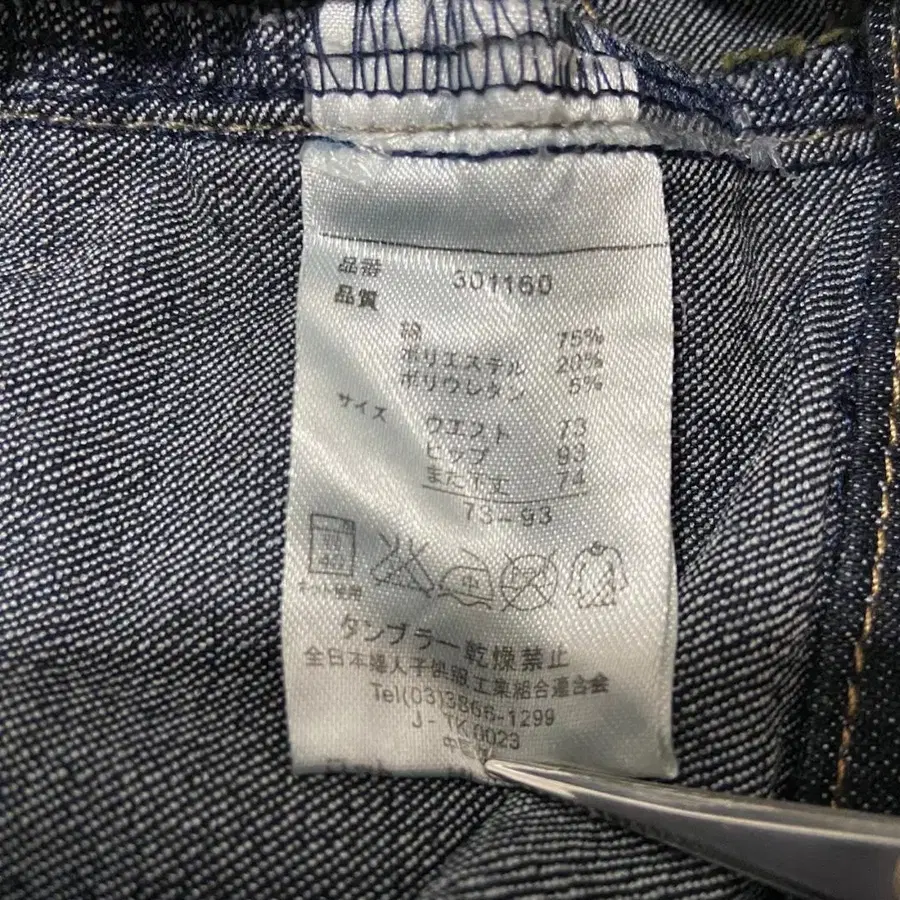 品番 301160
品質
綿 75%
ポリエステル 20%
ポリウレタン 5%
サイズ
ウエスト 73
ヒップ 93
また下丈 74
73-93
ネット使用
中
タンブラー乾燥禁止
全日本婦人子供服工業組合連合会
Tel(03)3866-1299
J-TK 0023